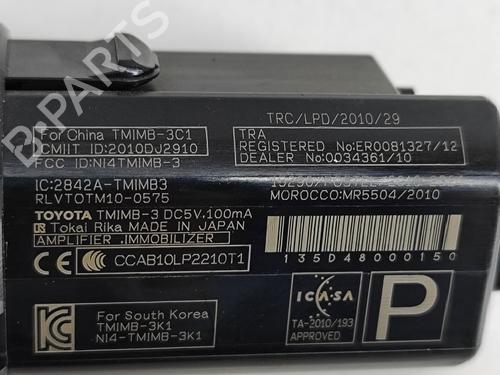 B-PARTS
For China TMIMB-3C1
CMIIT ID:2010DJ2910
FCC ID:NI4TMIMB-3
IC:2842A-TMIMB3
RLVTOTM10-0575
TOYOTA TMIMB-3 DC5V,100mA
Tokai Rika MADE IN JAPAN
AMPLIFIER ,IMMOBILIZER
CCC
CCAB10LP2210T1
For South Korea
TMIMB-3K1
NI4-TMIMB-3K1
TRC/LPD/2010/29
TRA
REGISTERED No:ER0081327/12
DEALER No:0034361/10
MOROCCO:MR5504/2010
135D48000150
ICASA
TA-2010/193
APPROVED
P